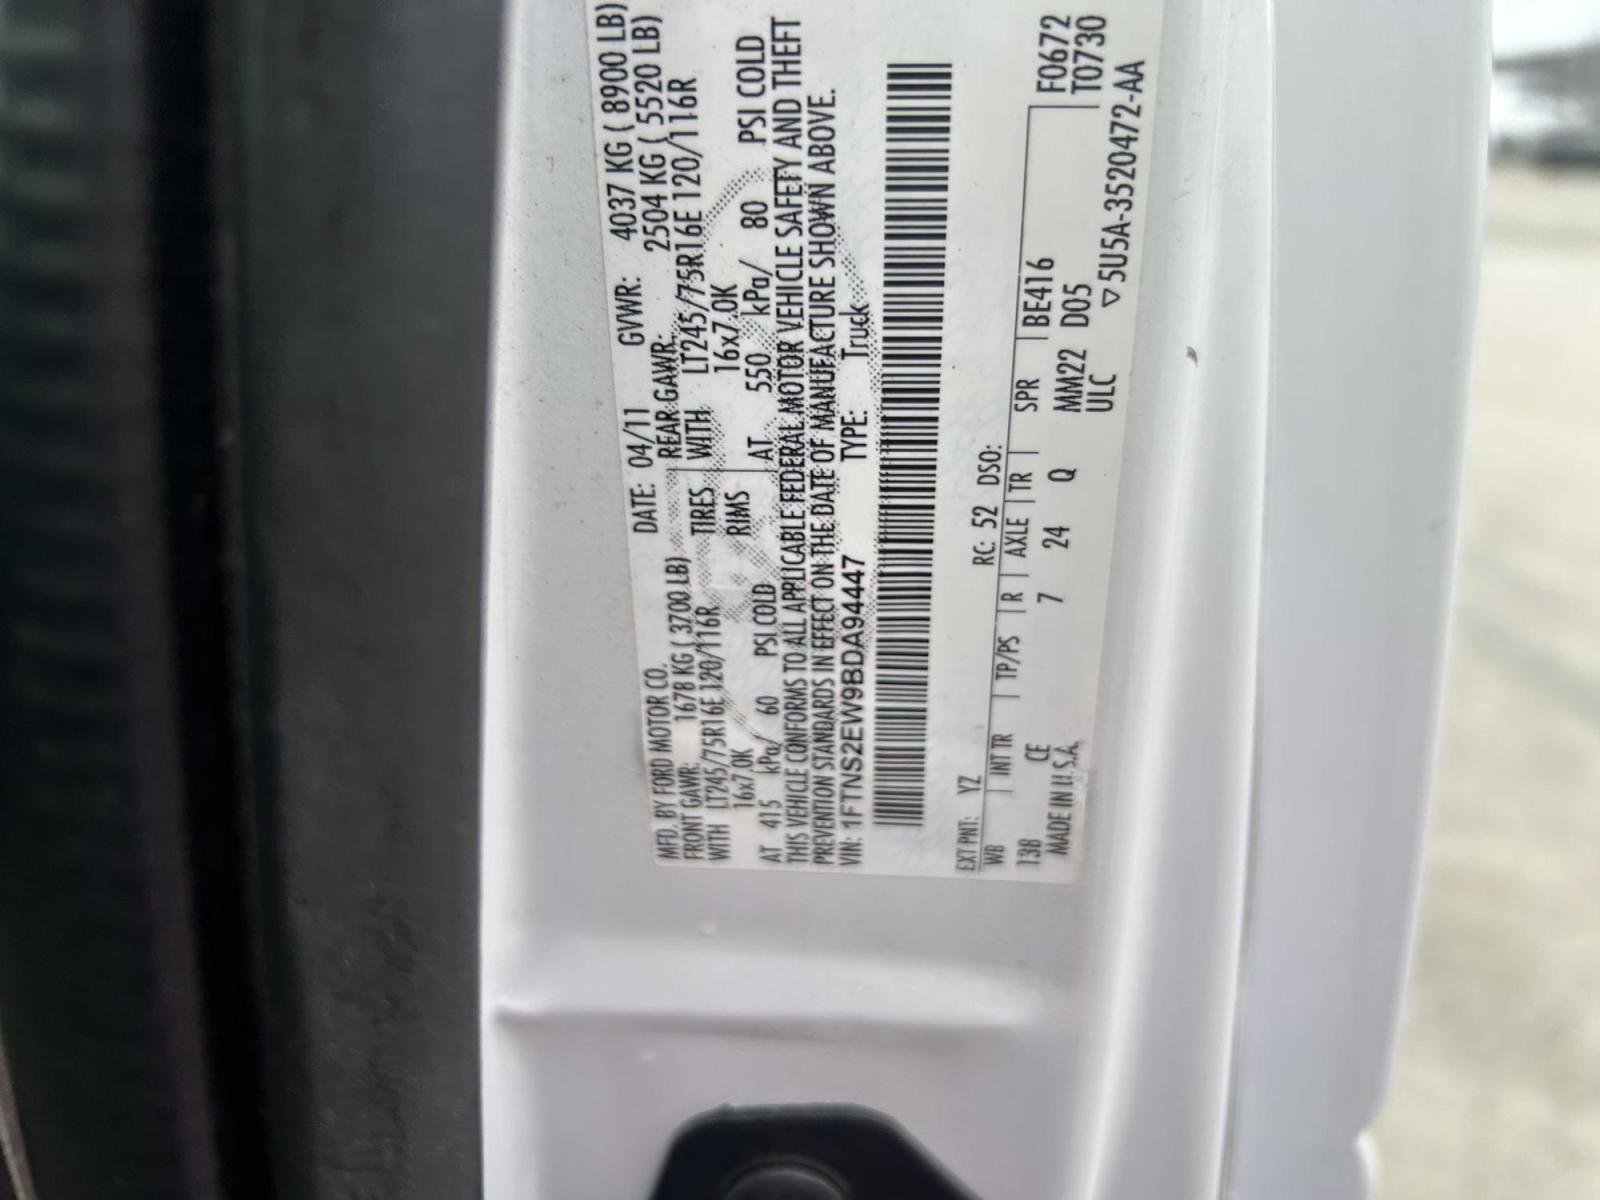 MFD. BY FORD MOTOR CO.
DATE: 04/11 GVWR: 4037 KG ( 8900 LB)
FRONT GAWR: 1678 KG ( 3700 LB)
REAR GAWR: 2504 KG ( 5520 LB)
WITH LT245/75R16E 120/116R TIRES WITH LT245/75R16E 120/116R
16x7.0K RIMS 16x7.0K
AT 415 kPa/ 60 PSI COLD AT 550 kPa/ 80 PSI COLD
THIS VEHICLE CONFORMS TO ALL APPLICABLE FEDERAL MOTOR VEHICLE SAFETY AND THEFT
PREVENTION STANDARDS IN EFFECT ON THE DATE OF MANUFACTURE SHOWN ABOVE.
VIN: 1FTNS2EW9BDA94447 TYPE: Truck
EXT PNT: YZ RC: 52 DSO:
WB INT TR TP/PS R AXLE TR SPR BE416 F0672
138 CE 7 24 Q MM22 D05 T0730
MADE IN U.S.A. ULC ▽5U5A-3520472-AA